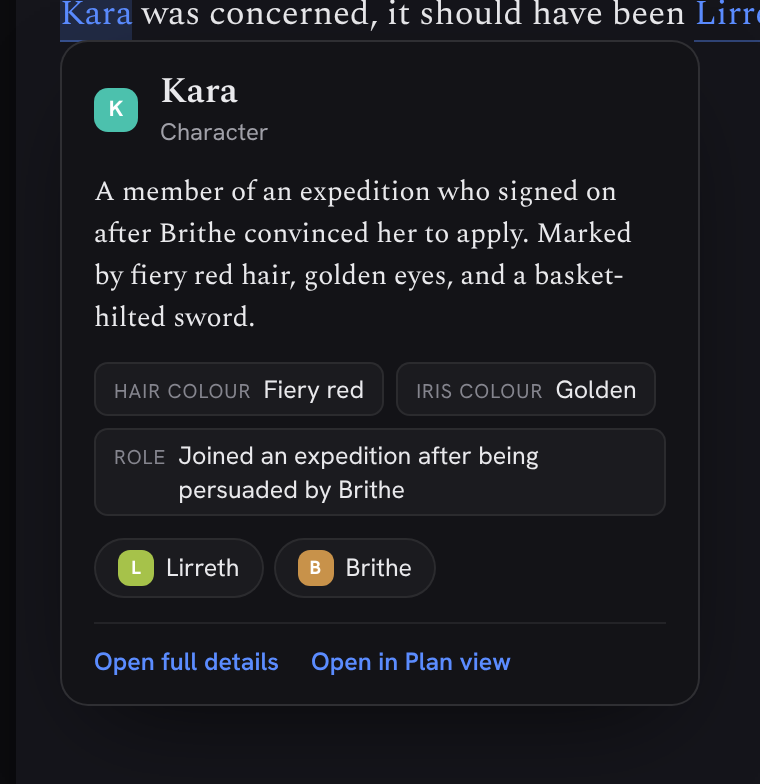 Kara was concerned, it should have been Lirre
K
Kara
Character
A member of an expedition who signed on
after Brithe convinced her to apply. Marked
by fiery red hair, golden eyes, and a basket-
hilted sword.
HAIR COLOUR Fiery red IRIS COLOUR Golden
ROLE Joined an expedition after being
persuaded by Brithe
L Lirreth B Brithe
Open full details Open in Plan view